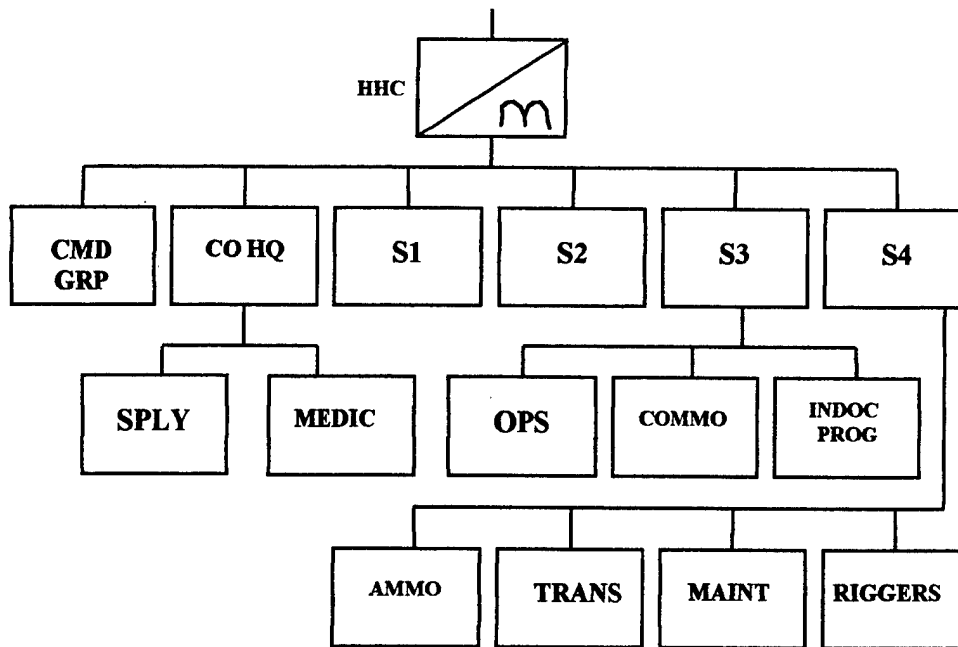 HHC
CMD
GRP
CO HQ
S1
S2
S3
S4
SPLY
MEDIC
OPS
COMMO
INDOC
PROG
AMMO
TRANS
MAINT
RIGGERS